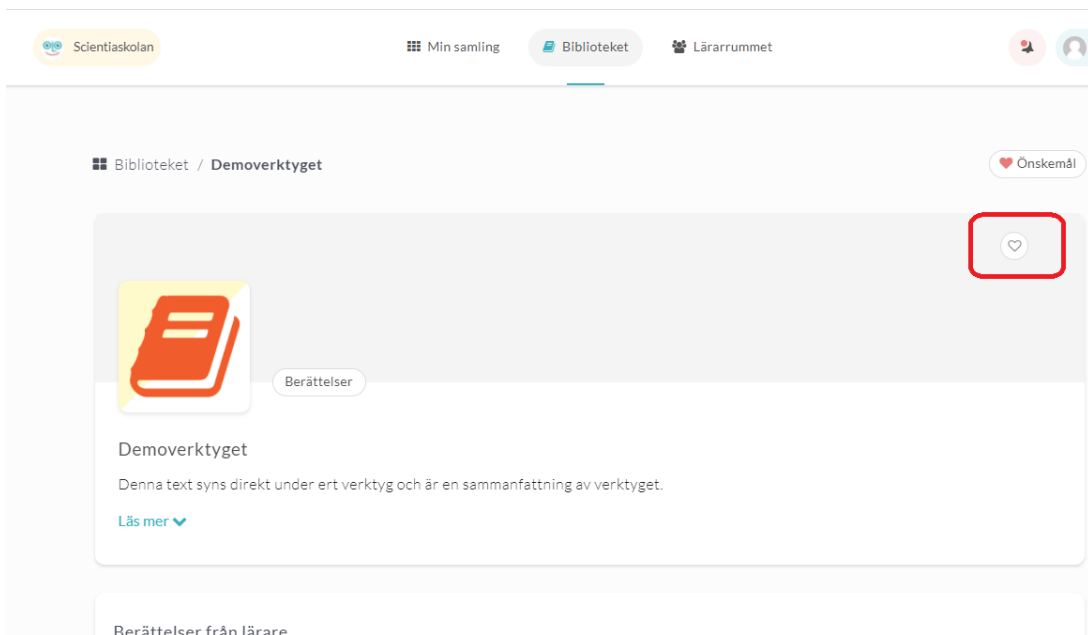 Scientiaskolan Min samling Biblioteket Lärarrummet
Biblioteket / Demoverktyget Önskemål
Berättelser
Demoverktyget
Denna text syns direkt under ert verktyg och är en sammanfattning av verktyget.
Läs mer
Berättelser från lärare